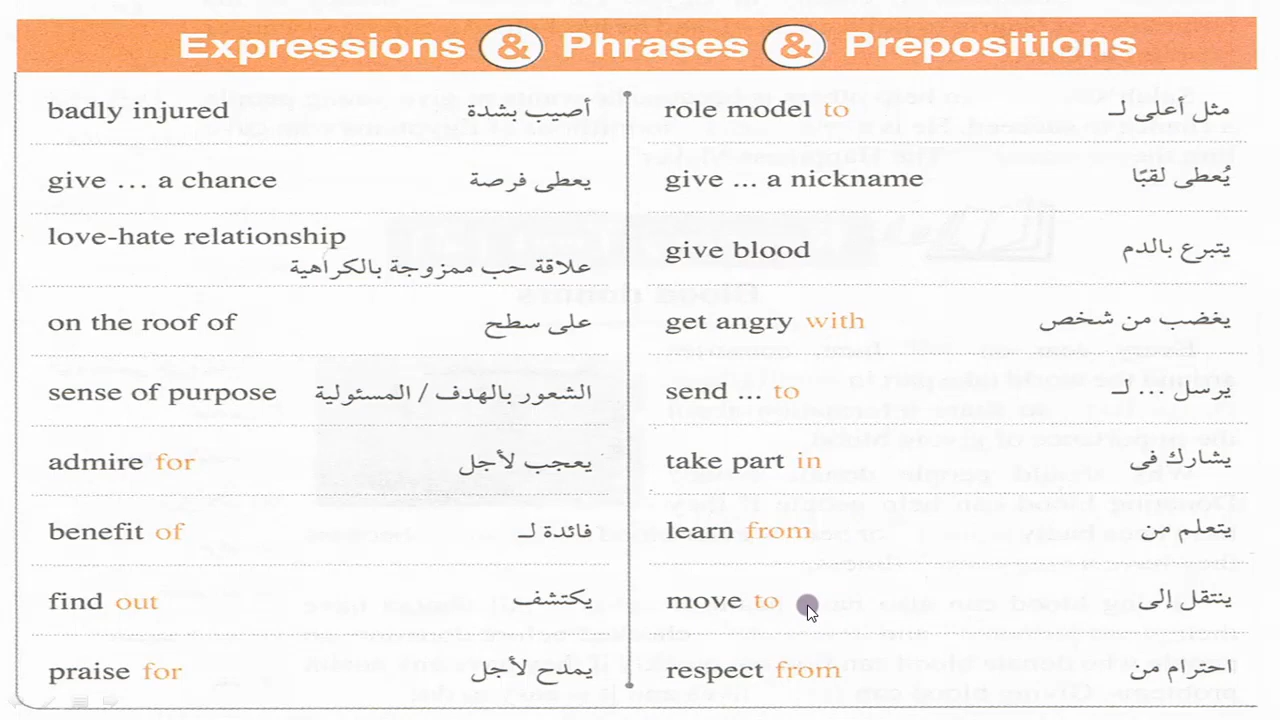 Expressions & Phrases & Prepositions
badly injured أصيب بشدة
give ... a chance يعطى فرصة
love-hate relationship
علاقة حب ممزوجة بالكراهية
on the roof of على سطح
sense of purpose الشعور بالهدف / المسئولية
admire for يعجب لأجل
benefit of فائدة لـ
find out يكتشف
praise for يمدح لأجل
role model to مثل أعلى لـ
give ... a nickname يُعطى لقبًا
give blood يتبرع بالدم
get angry with يغضب من شخص
send ... to يرسل ... لـ
take part in يشارك فى
learn from يتعلم من
move to ينتقل إلى
respect from احترام من